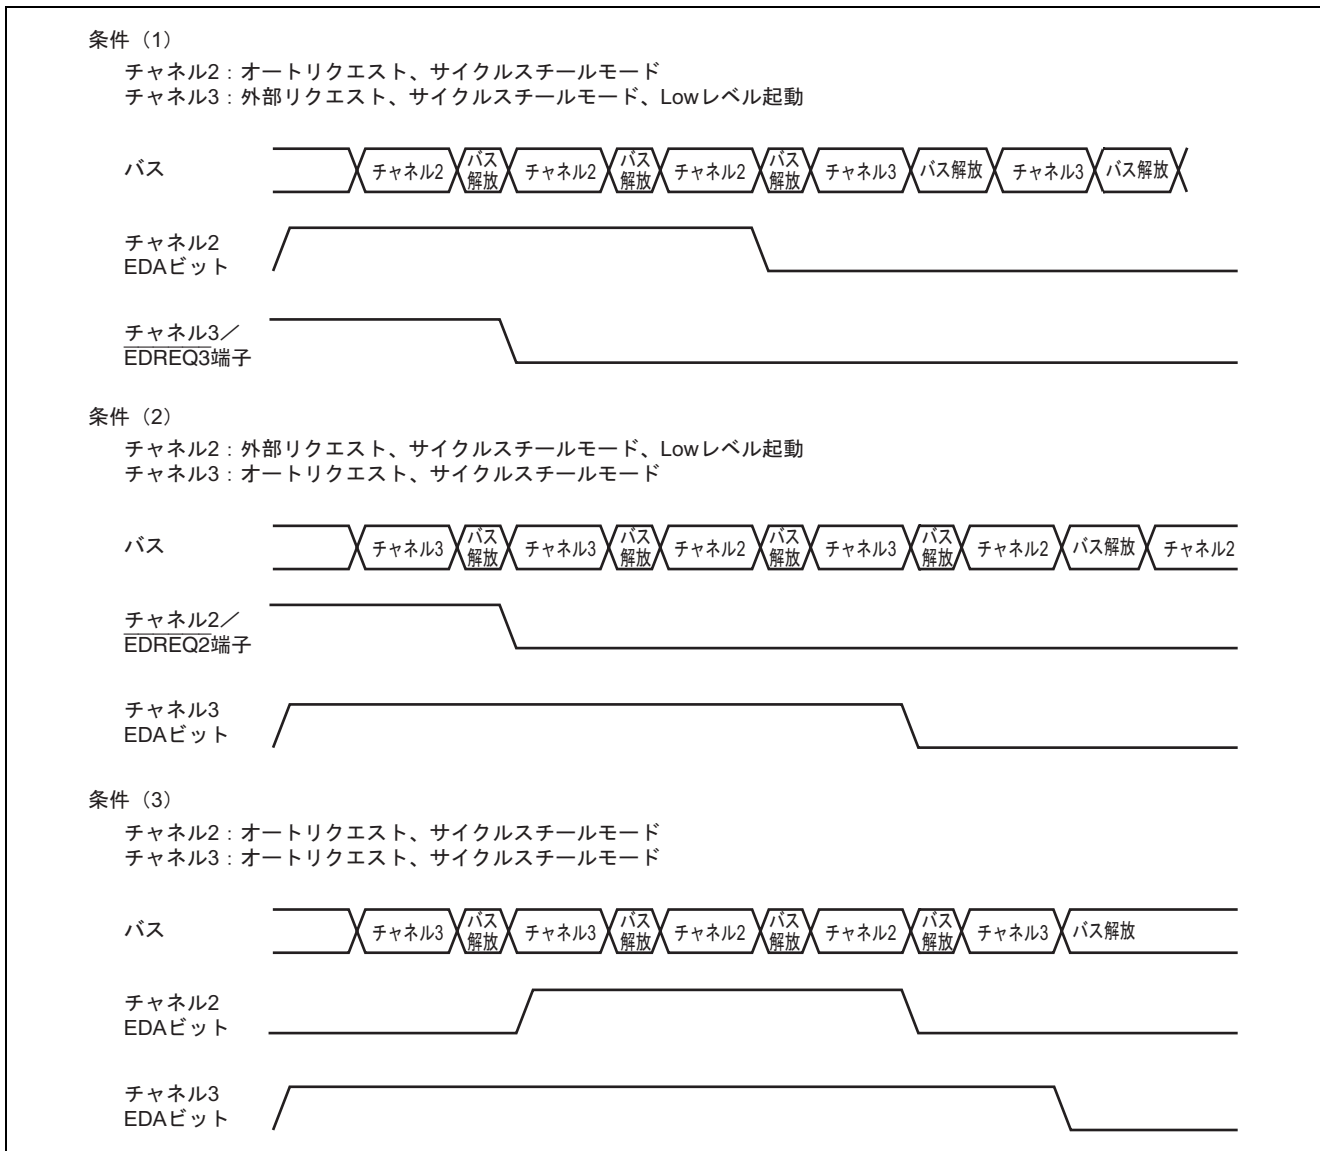 条件（1）
チャネル2：オートリクエスト、サイクルスチールモード
チャネル3：外部リクエスト、サイクルスチールモード、Lowレベル起動
バス
チャネル2 バス解放 チャネル2 バス解放 チャネル2 バス解放 チャネル3 バス解放 チャネル3 バス解放
チャネル2
EDAビット
チャネル3／
EDREQ3端子
条件（2）
チャネル2：外部リクエスト、サイクルスチールモード、Lowレベル起動
チャネル3：オートリクエスト、サイクルスチールモード
バス
チャネル3 バス解放 チャネル3 バス解放 チャネル2 バス解放 チャネル3 バス解放 チャネル2 バス解放 チャネル2
チャネル2／
EDREQ2端子
チャネル3
EDAビット
条件（3）
チャネル2：オートリクエスト、サイクルスチールモード
チャネル3：オートリクエスト、サイクルスチールモード
バス
チャネル3 バス解放 チャネル3 バス解放 チャネル2 バス解放 チャネル2 バス解放 チャネル3 バス解放
チャネル2
EDAビット
チャネル3
EDAビット